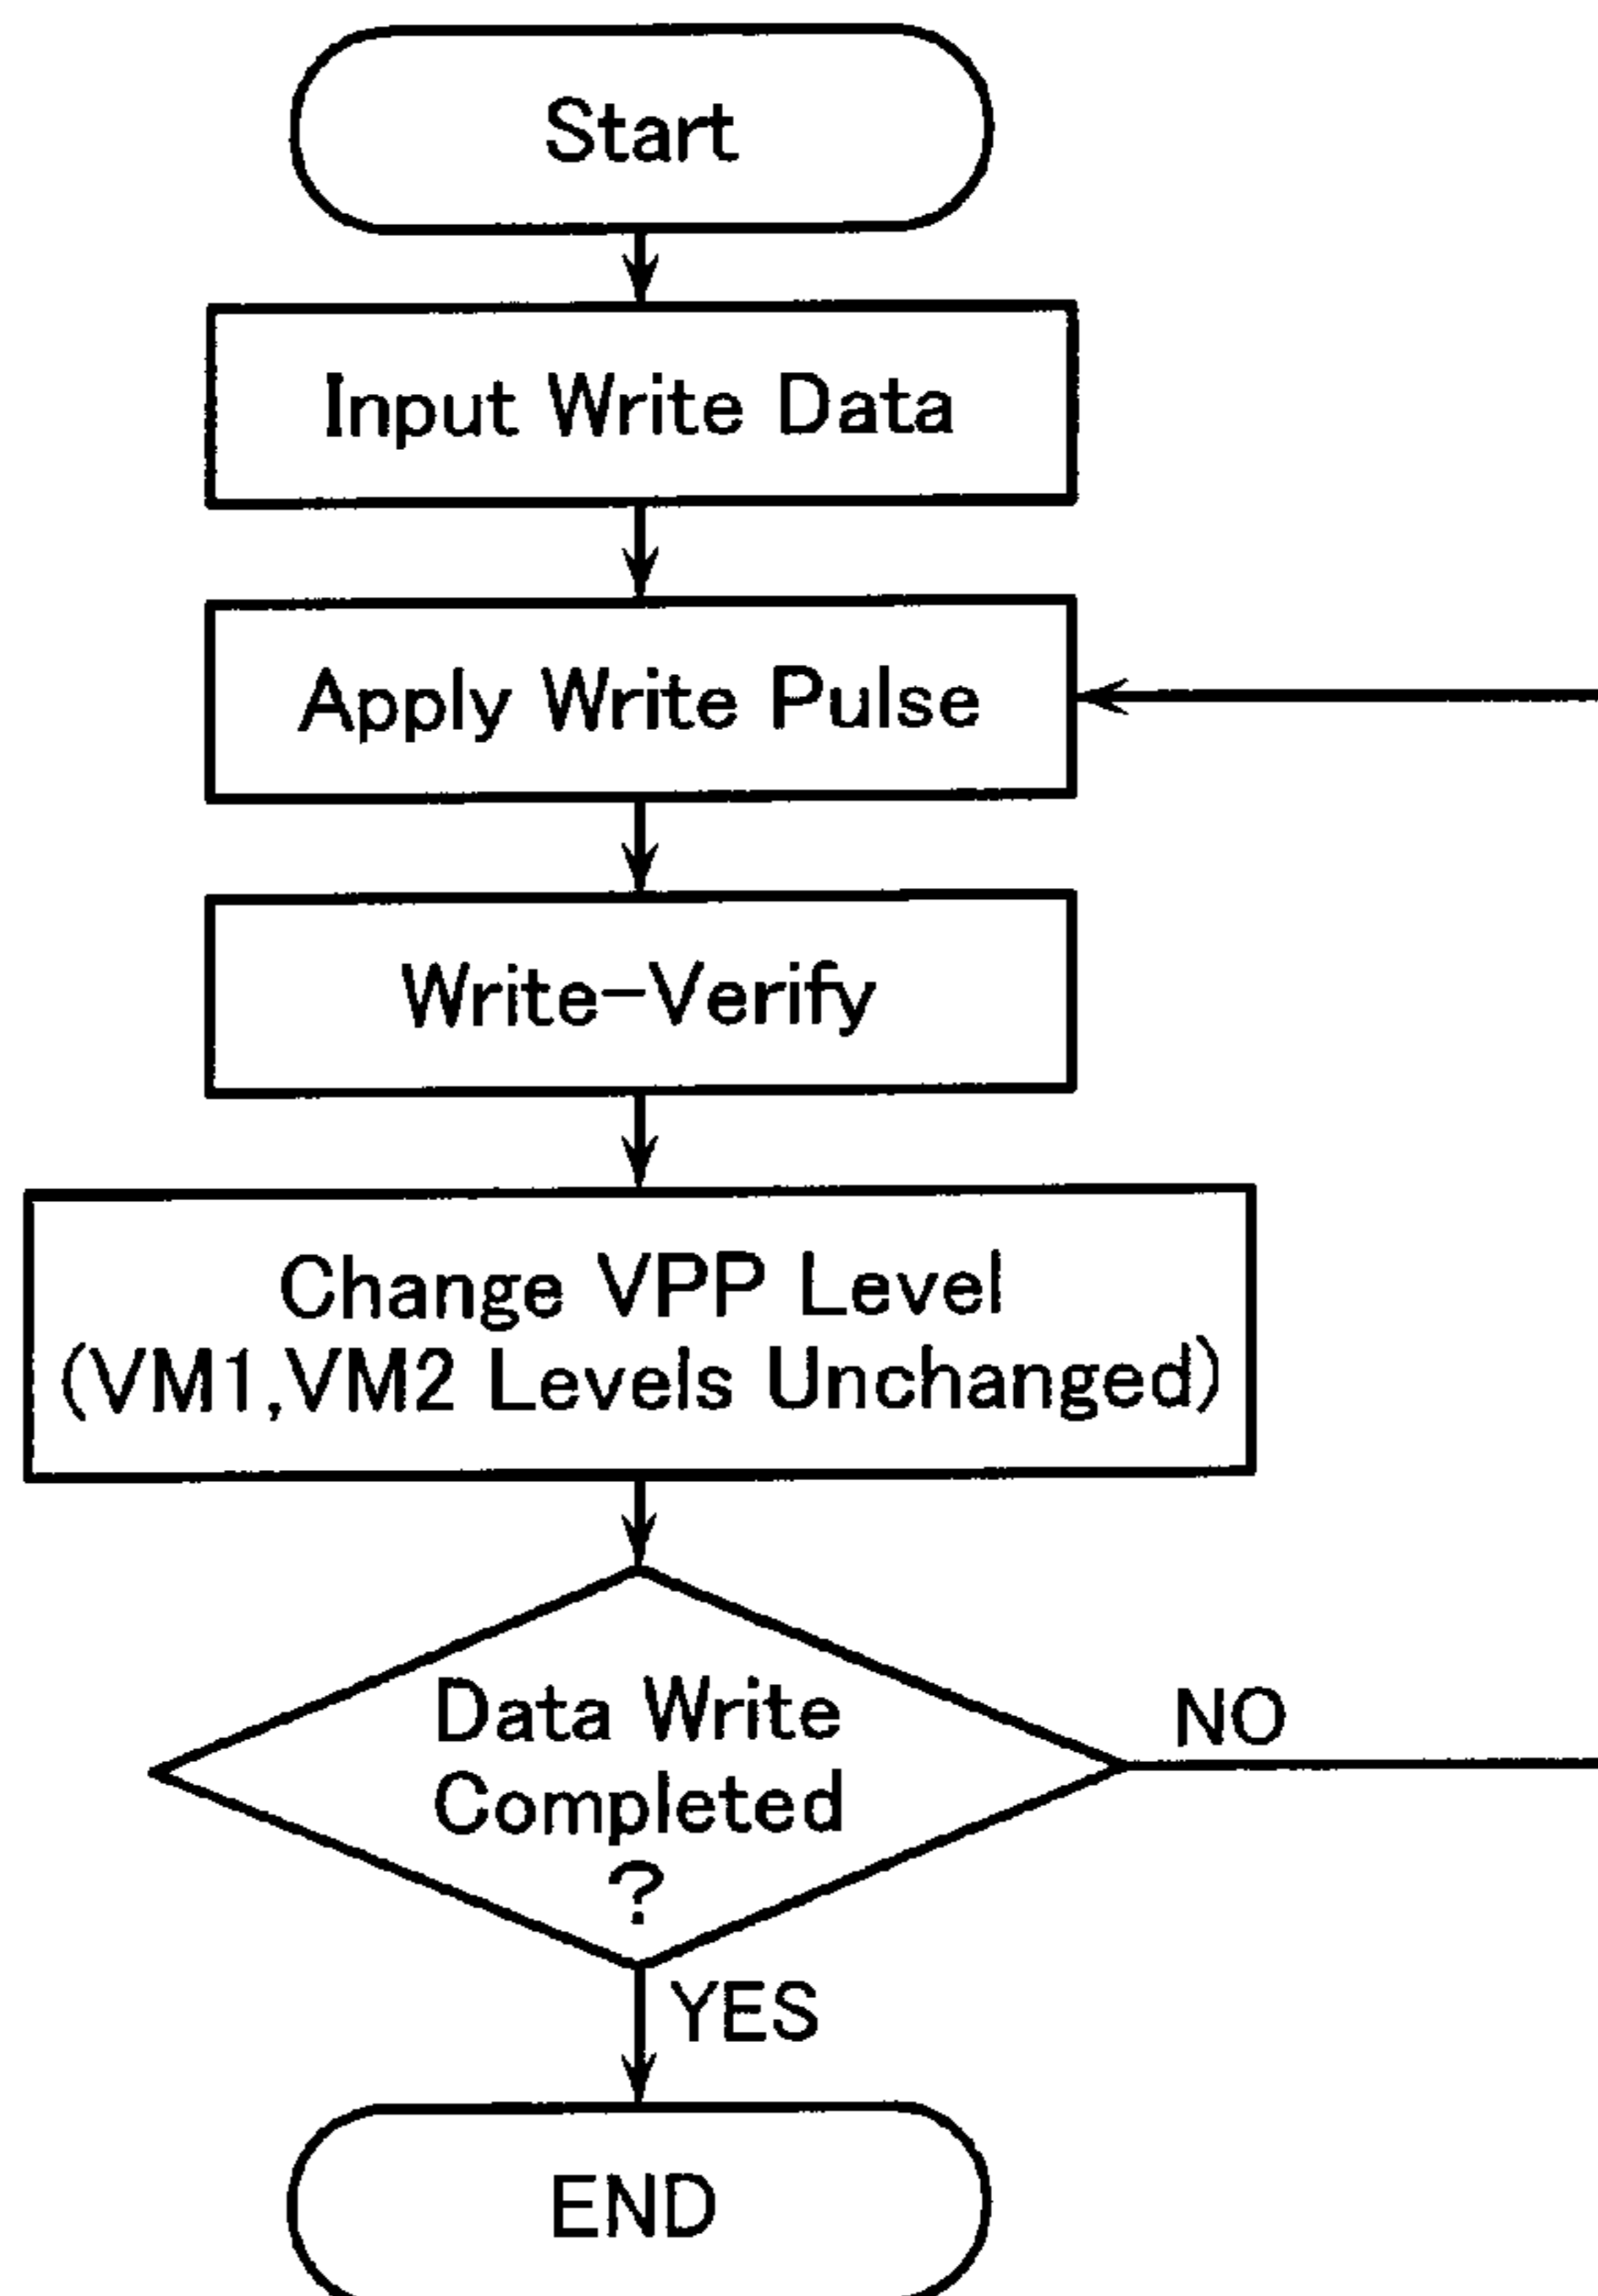 Start
Input Write Data
Apply Write Pulse
Write-Verify
Change VPP Level
(VM1,VM2 Levels Unchanged)
Data Write
Completed
?
NO
YES
END